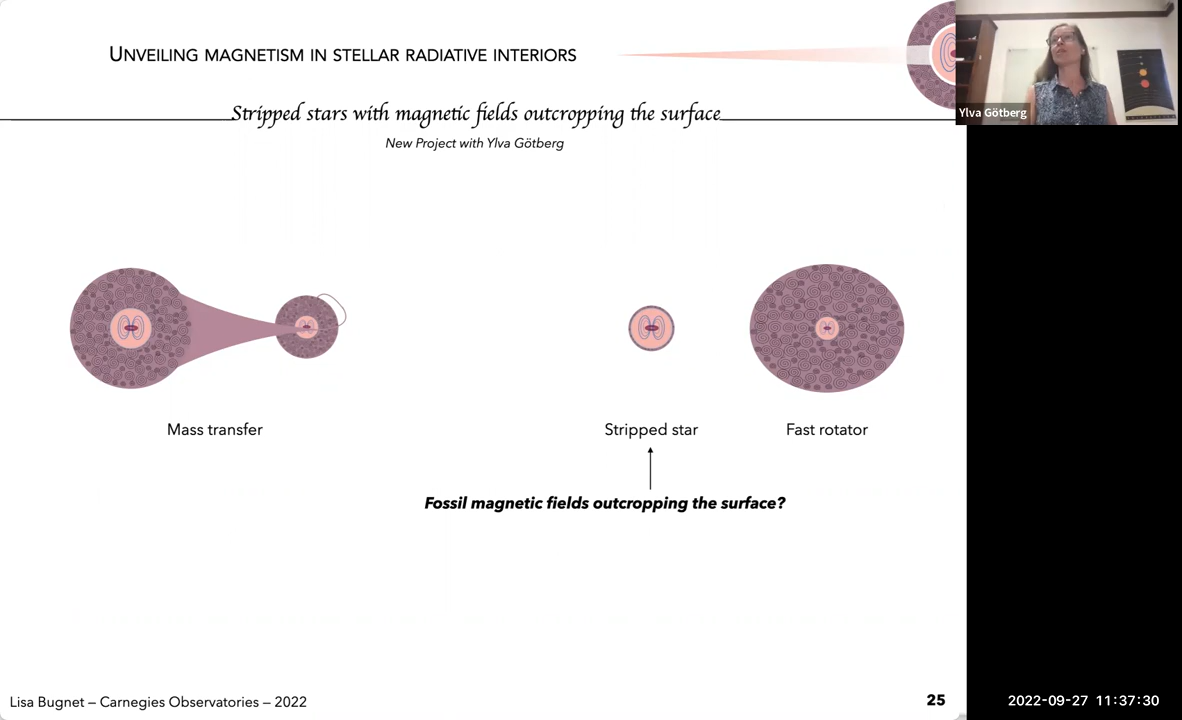 UNVEILING MAGNETISM IN STELLAR RADIATIVE INTERIORS
Ylva Götberg
Stripped stars with magnetic fields outcropping the surface
New Project with Ylva Götberg
Mass transfer
Stripped star
Fast rotator
Fossil magnetic fields outcropping the surface?
Lisa Bugnet – Carnegies Observatories – 2022
25
2022-09-27 11:37:30